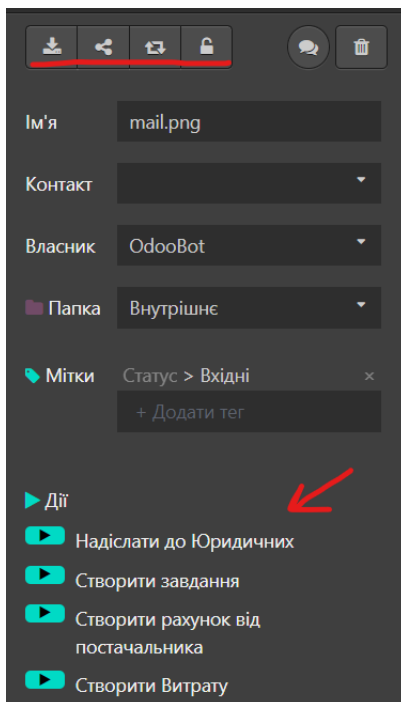 Ім'я mail.png
Контакт
Власник OdooBot
Папка Внутрішнє
Мітки Статус > Вхідні ×
+ Додати тег
Дії
Надіслати до Юридичних
Створити завдання
Створити рахунок від
постачальника
Створити Витрату